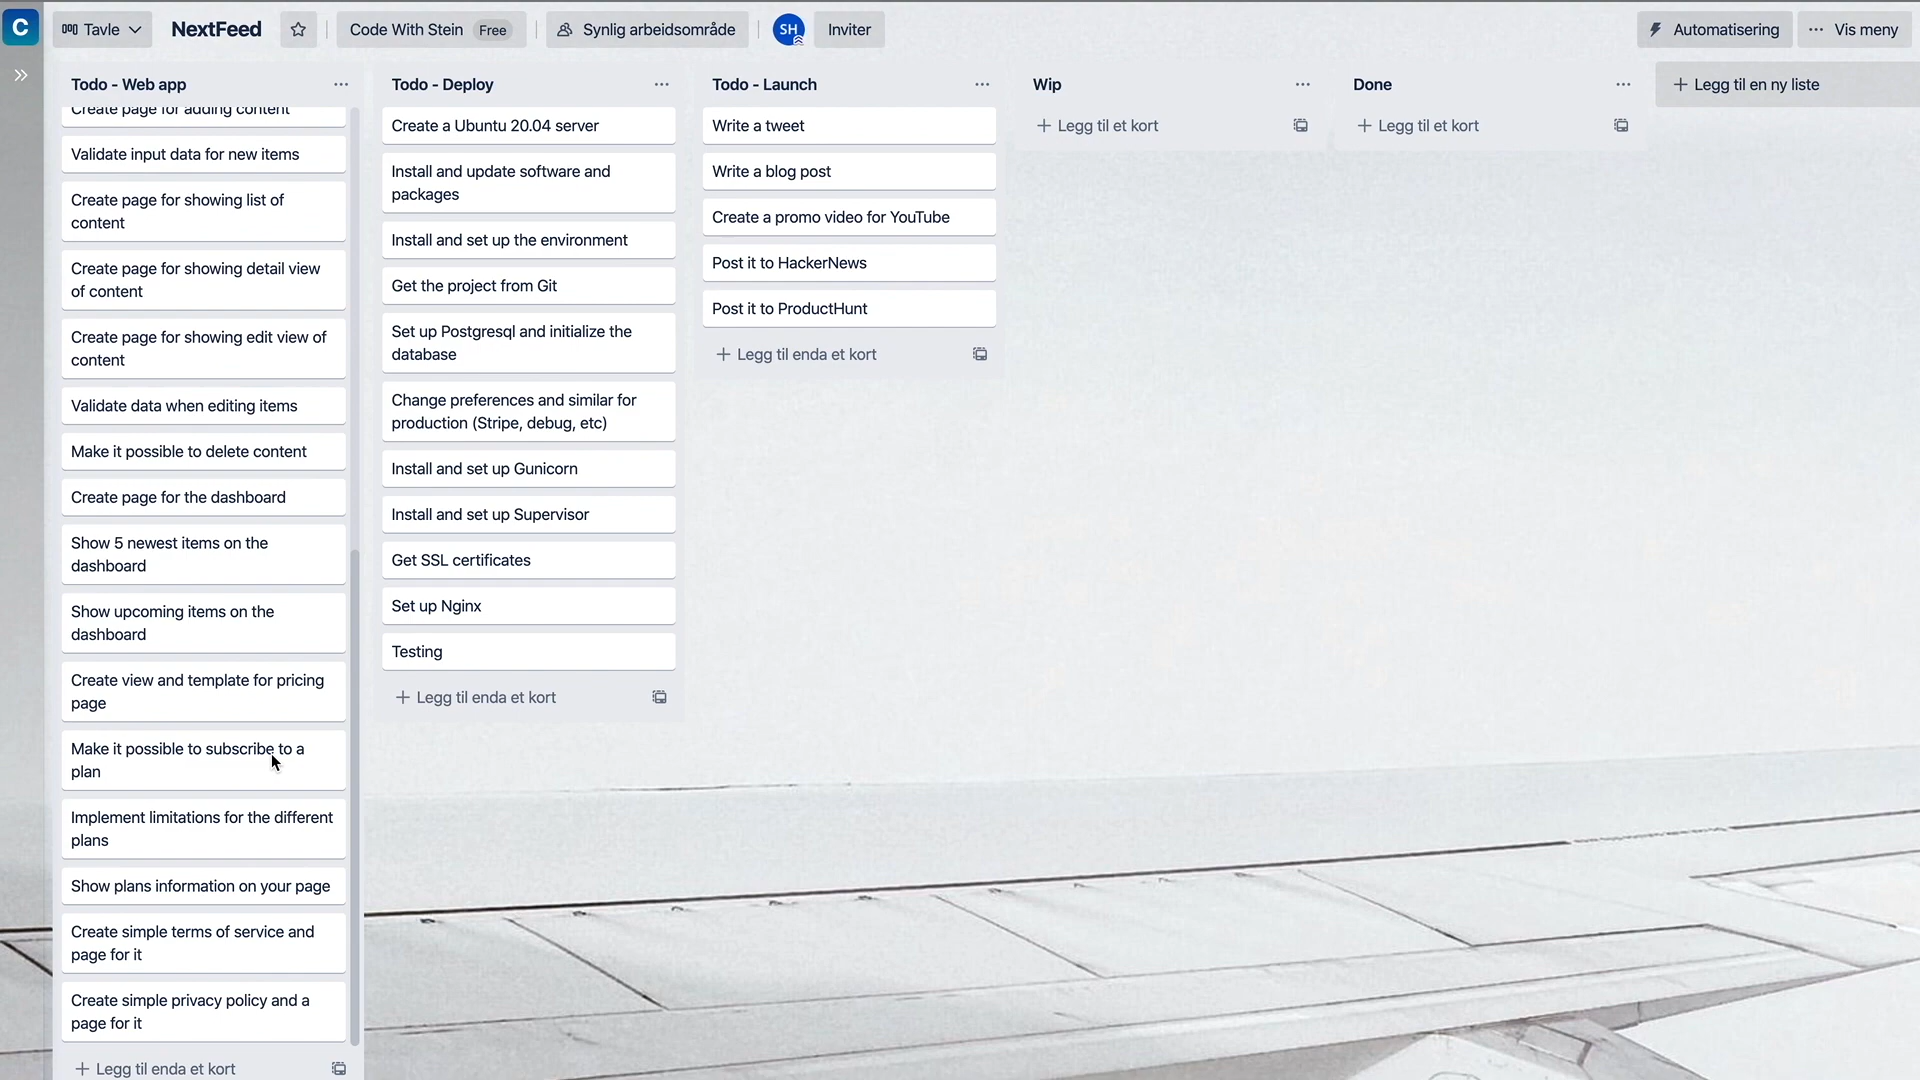 C
Tavle
NextFeed
Code With Stein Free
Synlig arbeidsområde
SH
Inviter
Automatisering
Vis meny
Todo - Web app
Create page for adding content
Validate input data for new items
Create page for showing list of
content
Create page for showing detail view
of content
Create page for showing edit view of
content
Validate data when editing items
Make it possible to delete content
Create page for the dashboard
Show 5 newest items on the
dashboard
Show upcoming items on the
dashboard
Create view and template for pricing
page
Make it possible to subscribe to a
plan
Implement limitations for the different
plans
Show plans information on your page
Create simple terms of service and
page for it
Create simple privacy policy and a
page for it
Legg til enda et kort
Todo - Deploy
Create a Ubuntu 20.04 server
Install and update software and
packages
Install and set up the environment
Get the project from Git
Set up Postgresql and initialize the
database
Change preferences and similar for
production (Stripe, debug, etc)
Install and set up Gunicorn
Install and set up Supervisor
Get SSL certificates
Set up Nginx
Testing
Legg til enda et kort
Todo - Launch
Write a tweet
Write a blog post
Create a promo video for YouTube
Post it to HackerNews
Post it to ProductHunt
Legg til enda et kort
Wip
Legg til et kort
Done
Legg til et kort
Legg til en ny liste